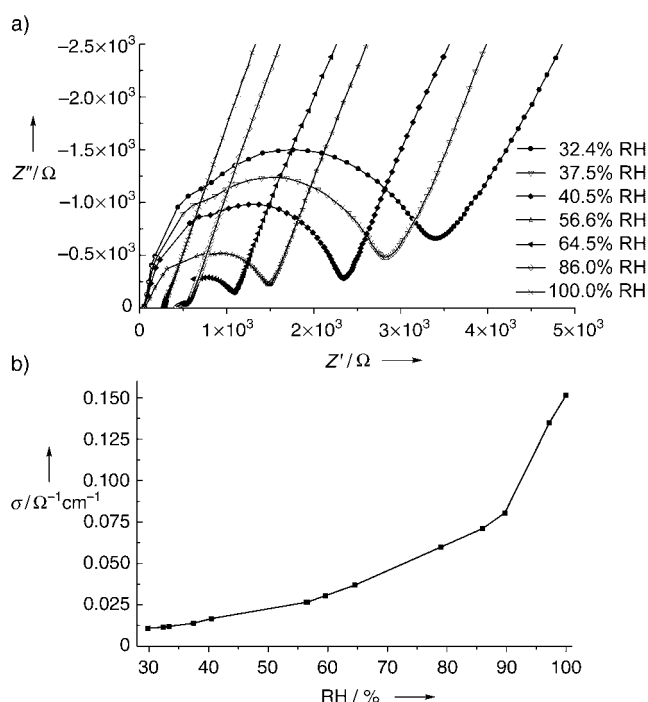 a)
−2.5×10³
−2.0×10³
−1.5×10³
−1.0×10³
−0.5×10³
0
Z″/Ω
0 1×10³ 2×10³ 3×10³ 4×10³ 5×10³
Z′/Ω
32.4% RH
37.5% RH
40.5% RH
56.6% RH
64.5% RH
86.0% RH
100.0% RH
b)
0.150
0.125
0.100
0.075
0.050
0.025
0
σ/Ω⁻¹cm⁻¹
30 40 50 60 70 80 90 100
RH / %